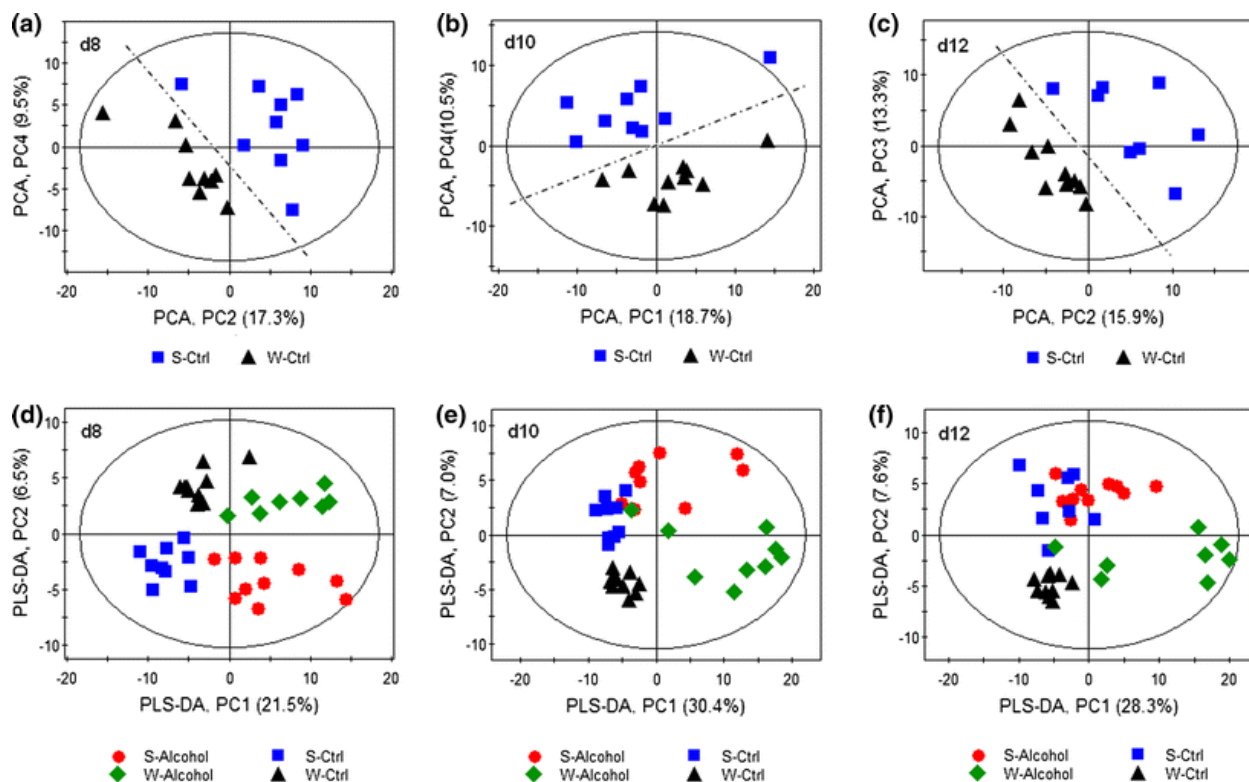 (a) d8
PCA, PC4 (9.5%)
10
5
0
-5
-10
-20 -10 0 10 20
PCA, PC2 (17.3%)
S-Ctrl W-Ctrl
(b) d10
PCA, PC4(10.5%)
10
0
-10
-20 -10 0 10 20
PCA, PC1 (18.7%)
S-Ctrl W-Ctrl
(c) d12
PCA, PC3 (13.3%)
10
0
-10
-20 -10 0 10
PCA, PC2 (15.9%)
S-Ctrl W-Ctrl
(d) d8
PLS-DA, PC2 (6.5%)
10
5
0
-5
-10
-20 -10 0 10 20
PLS-DA, PC1 (21.5%)
S-Alcohol S-Ctrl
W-Alcohol W-Ctrl
(e) d10
PLS-DA, PC2 (7.0%)
10
5
0
-5
-10
-20 -10 0 10 20
PLS-DA, PC1 (30.4%)
S-Alcohol S-Ctrl
W-Alcohol W-Ctrl
(f) d12
PLS-DA, PC2 (7.6%)
10
5
0
-5
-10
-20 -10 0 10 20
PLS-DA, PC1 (28.3%)
S-Alcohol S-Ctrl
W-Alcohol W-Ctrl